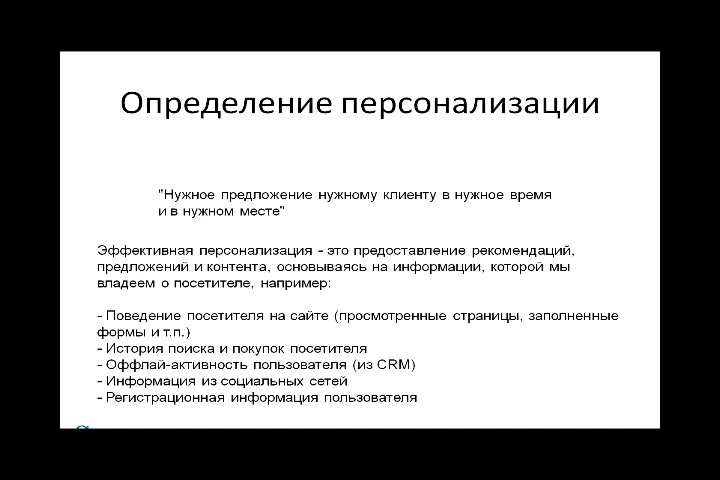 Определение персонализации
"Нужное предложение нужному клиенту в нужное время
и в нужном месте"
Эффективная персонализация - это предоставление рекомендаций,
предложений и контента, основываясь на информации, которой мы
владеем о посетителе, например:
- Поведение посетителя на сайте (просмотренные страницы, заполненные
формы и т.п.)
- История поиска и покупок посетителя
- Оффлай-активность пользователя (из CRM)
- Информация из социальных сетей
- Регистрационная информация пользователя